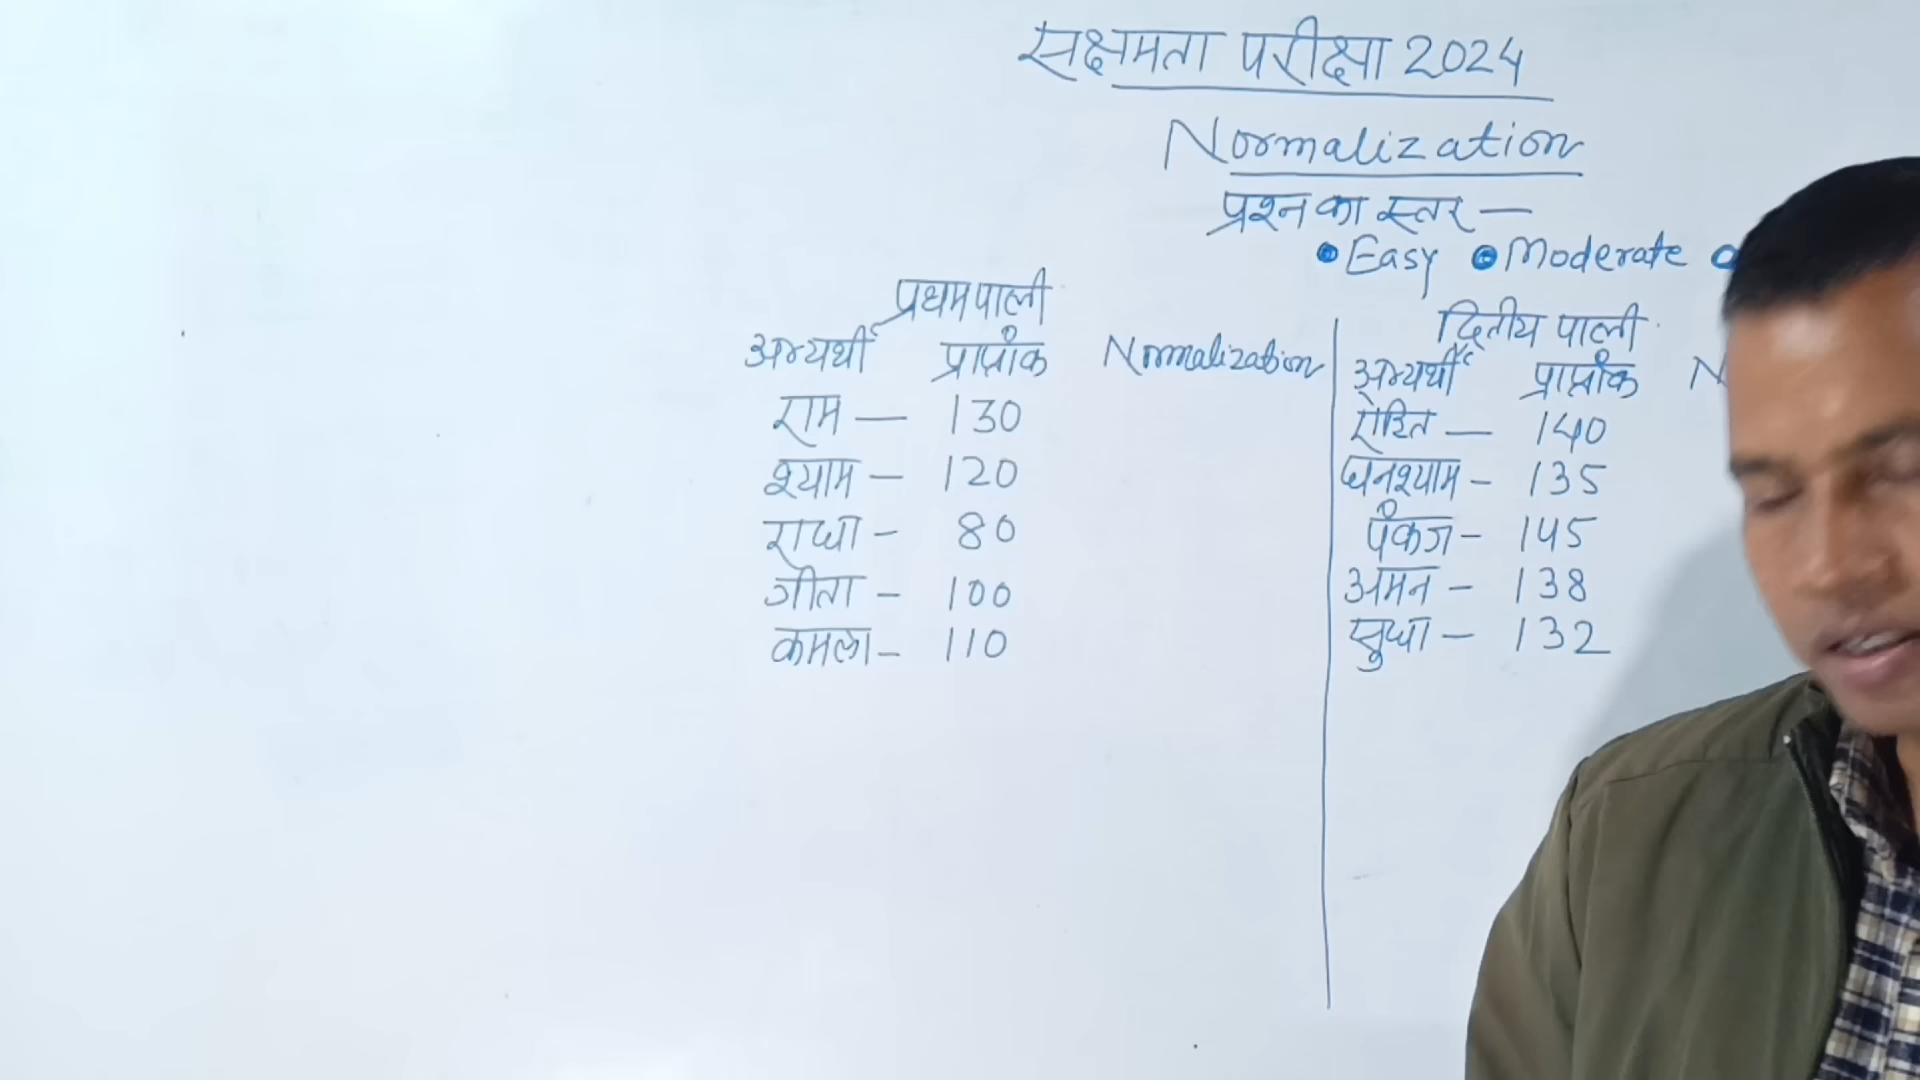 सक्षमता परीक्षा 2024
Normalization
प्रश्न का स्तर —
• Easy • Moderate
प्रथम पाली
अभ्यर्थी प्राप्तांक Normalization
राम — 130
श्याम — 120
राधा - 80
गीता - 100
कमला - 110
द्वितीय पाली
अभ्यर्थी प्राप्तांक N
रोहित — 140
घनश्याम - 135
पंकज - 145
अमन - 138
सुधा - 132